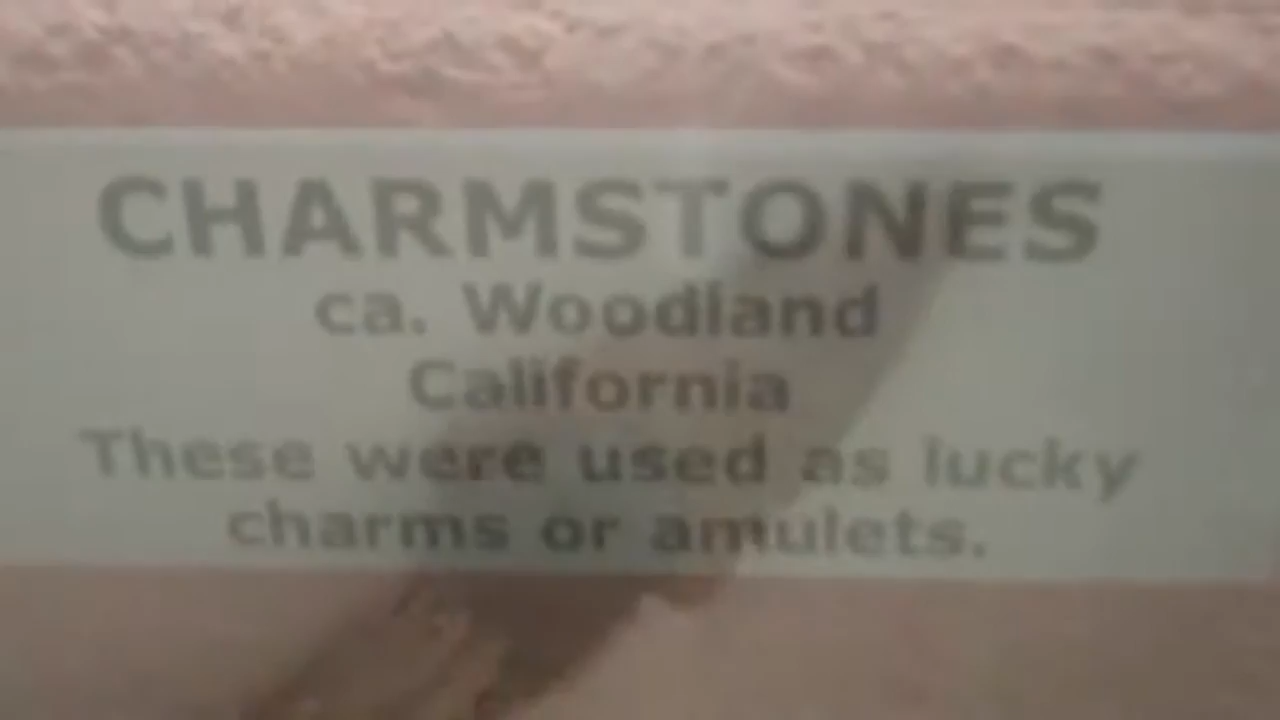 CHARMSTONES
ca. Woodland
California
These were used as lucky
charms or amulets.